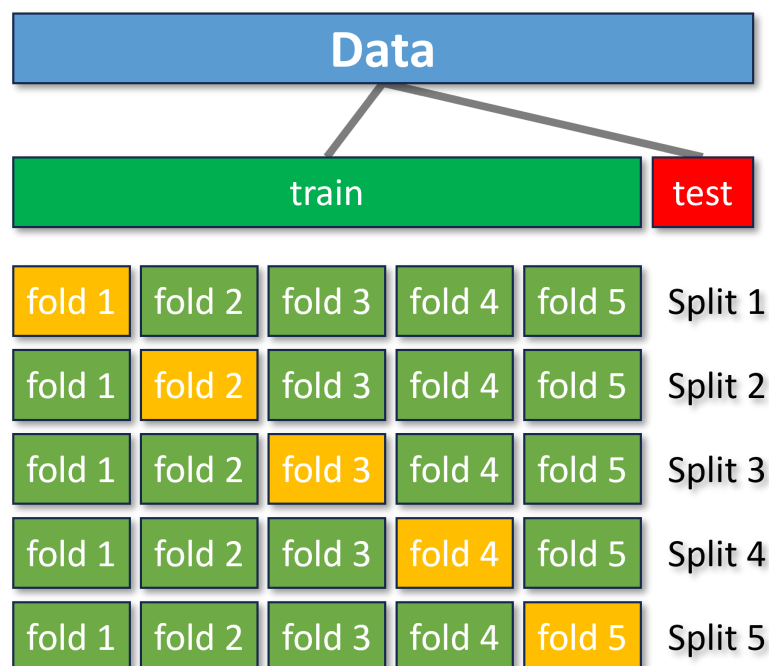 Data
train test
fold 1 fold 2 fold 3 fold 4 fold 5 Split 1
fold 1 fold 2 fold 3 fold 4 fold 5 Split 2
fold 1 fold 2 fold 3 fold 4 fold 5 Split 3
fold 1 fold 2 fold 3 fold 4 fold 5 Split 4
fold 1 fold 2 fold 3 fold 4 fold 5 Split 5